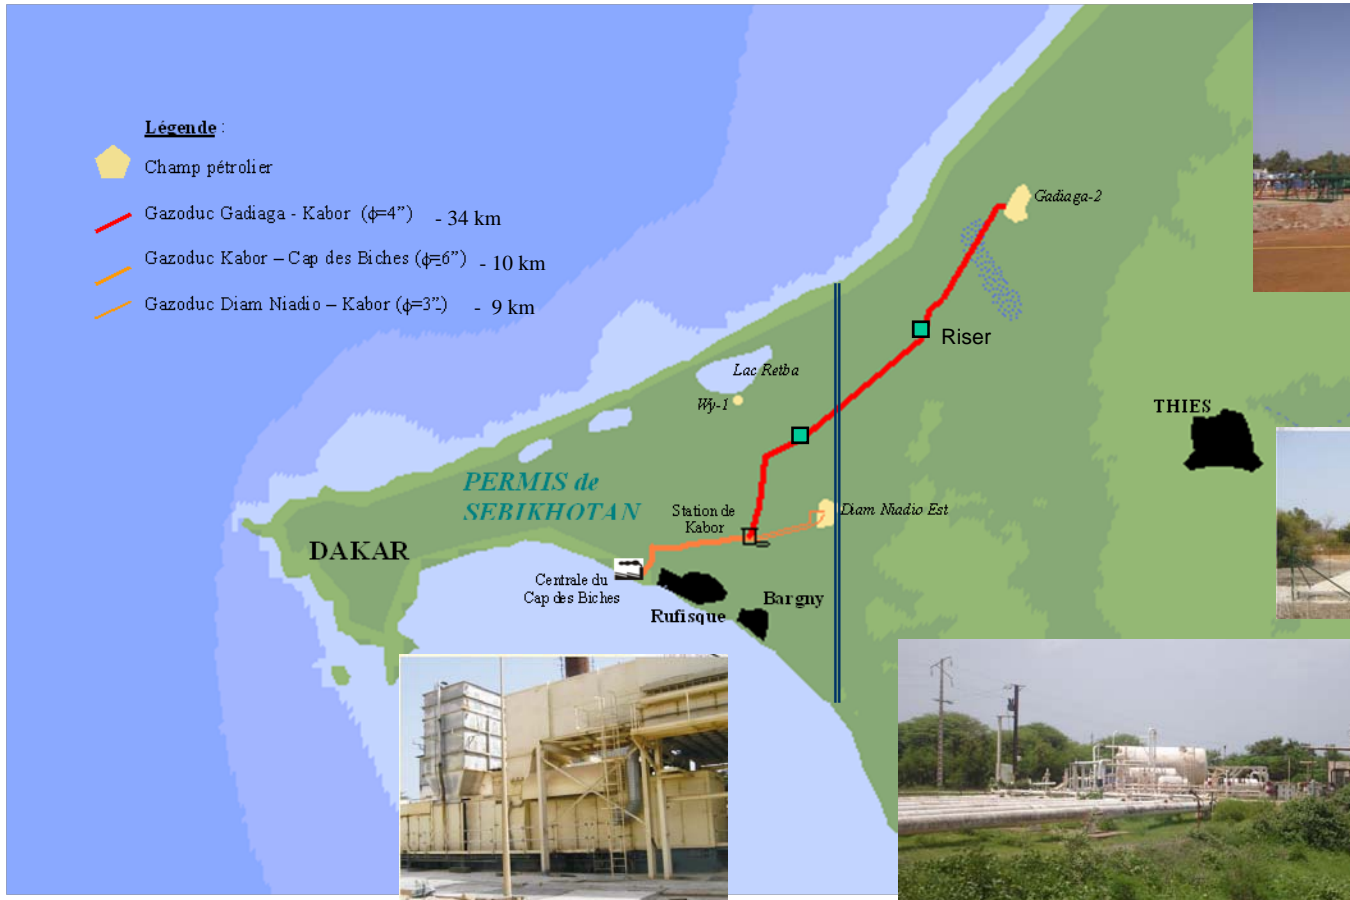 Légende :
Champ pétrolier
Gazoduc Gadiaga - Kabor (ϕ=4”) - 34 km
Gazoduc Kabor – Cap des Biches (ϕ=6”) - 10 km
Gazoduc Diam Niadio – Kabor (ϕ=3”) - 9 km
Gadiaga-2
Riser
Lac Retba
Wy-1
THIES
PERMIS de
SEBIKHOTAN
Station de
Kabor
Diam Niadio Est
DAKAR
Centrale du
Cap des Biches
Bargny
Rufisque